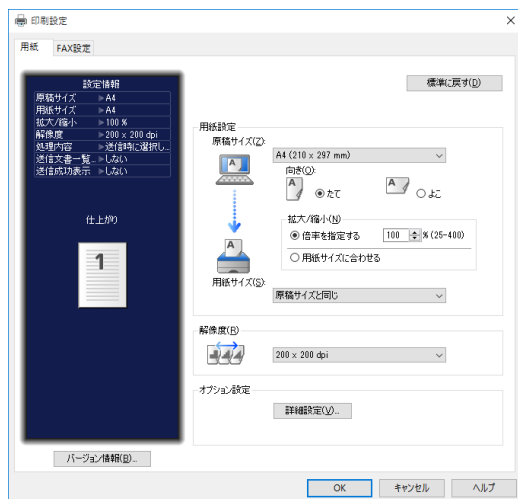 印刷設定
用紙 FAX設定
設定情報
原稿サイズ ▶A4
用紙サイズ ▶A4
拡大/縮小 ▶100 %
解像度 ▶200 x 200 dpi
処理内容 ▶送信時に選択し...
送信文書一覧... ▶しない
送信成功表示 ▶しない
仕上がり
1
バージョン情報(B)...
標準に戻す(D)
用紙設定
原稿サイズ(Z):
A4 (210 x 297 mm)
向き(O):
A たて A よこ
拡大/縮小(N)
倍率を指定する 100 % (25-400)
用紙サイズに合わせる
用紙サイズ(S):
原稿サイズと同じ
解像度(R)
200 x 200 dpi
オプション設定
詳細設定(V)...
OK キャンセル ヘルプ